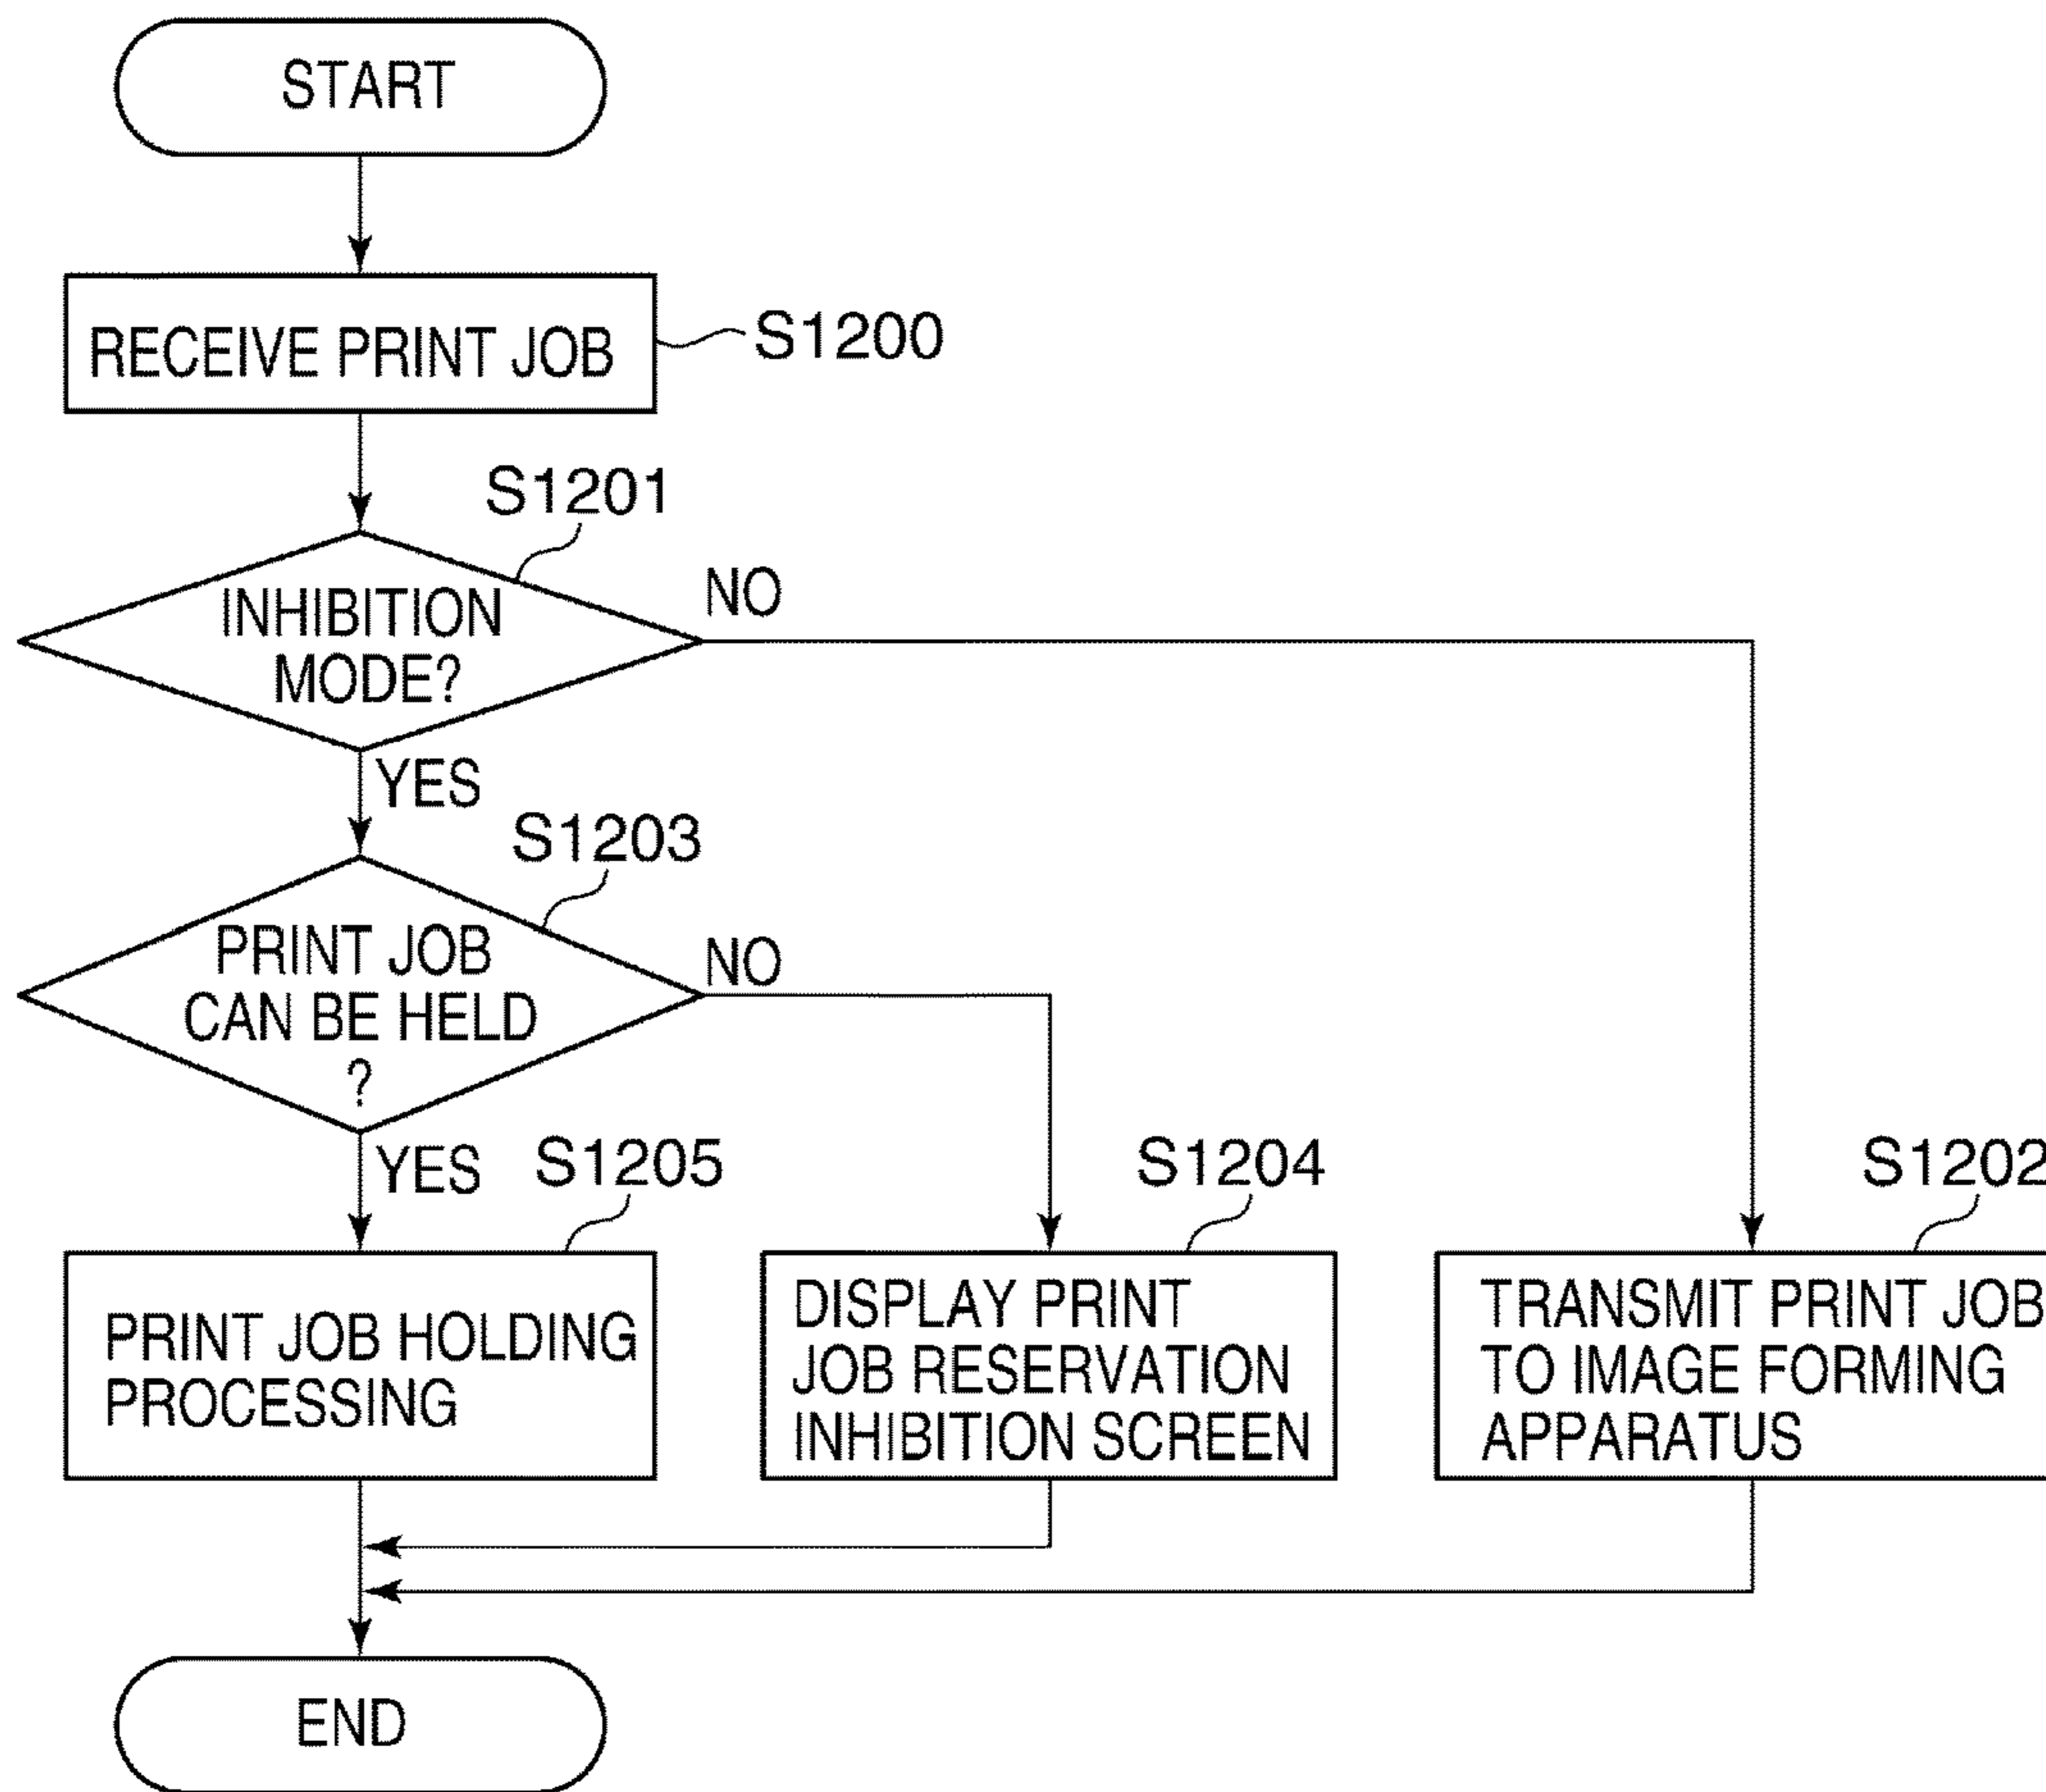 START
RECEIVE PRINT JOB
S1200
S1201
INHIBITION
MODE?
NO
YES
S1203
PRINT JOB
CAN BE HELD
?
NO
YES
S1205
PRINT JOB HOLDING
PROCESSING
S1204
DISPLAY PRINT
JOB RESERVATION
INHIBITION SCREEN
S1202
TRANSMIT PRINT JOB
TO IMAGE FORMING
APPARATUS
END